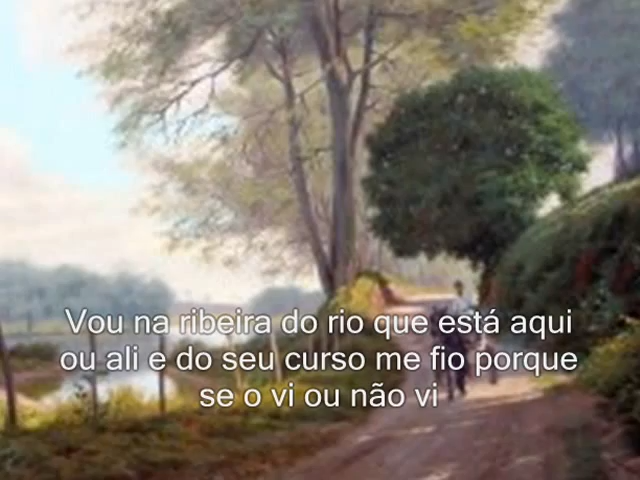 Vou na ribeira do rio que está aqui
ou ali e do seu curso me fio porque
se o vi ou não vi